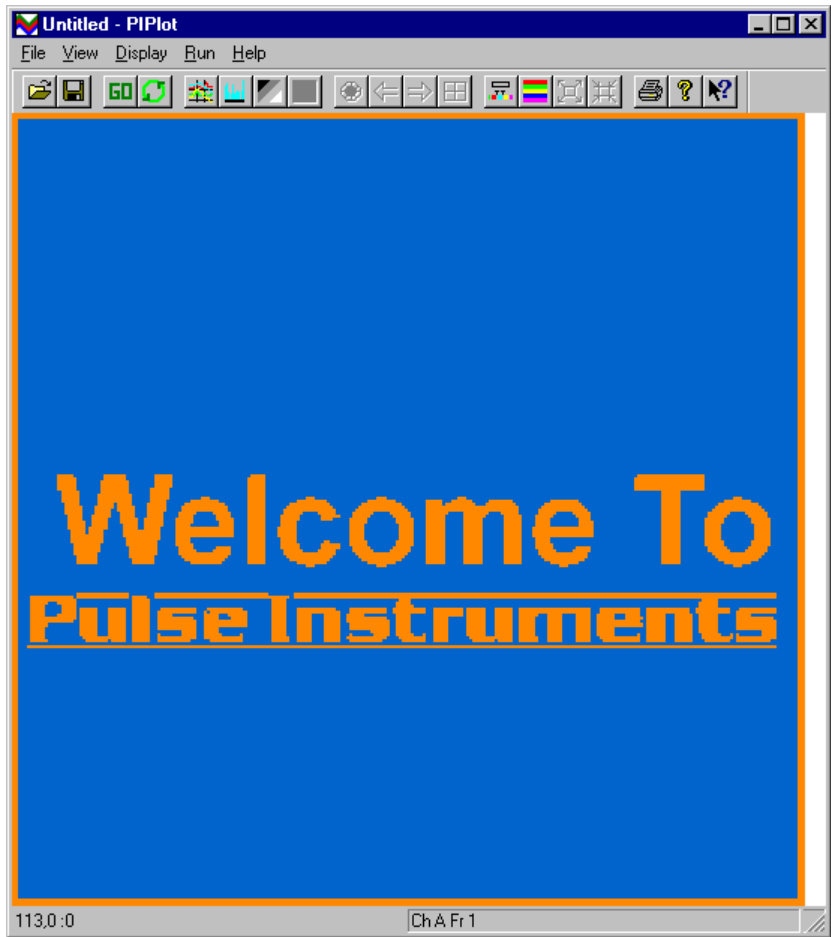 Untitled - PIPlot
File View Display Run Help
GO
Welcome To
Pulse Instruments
113,0 :0 Ch A Fr 1